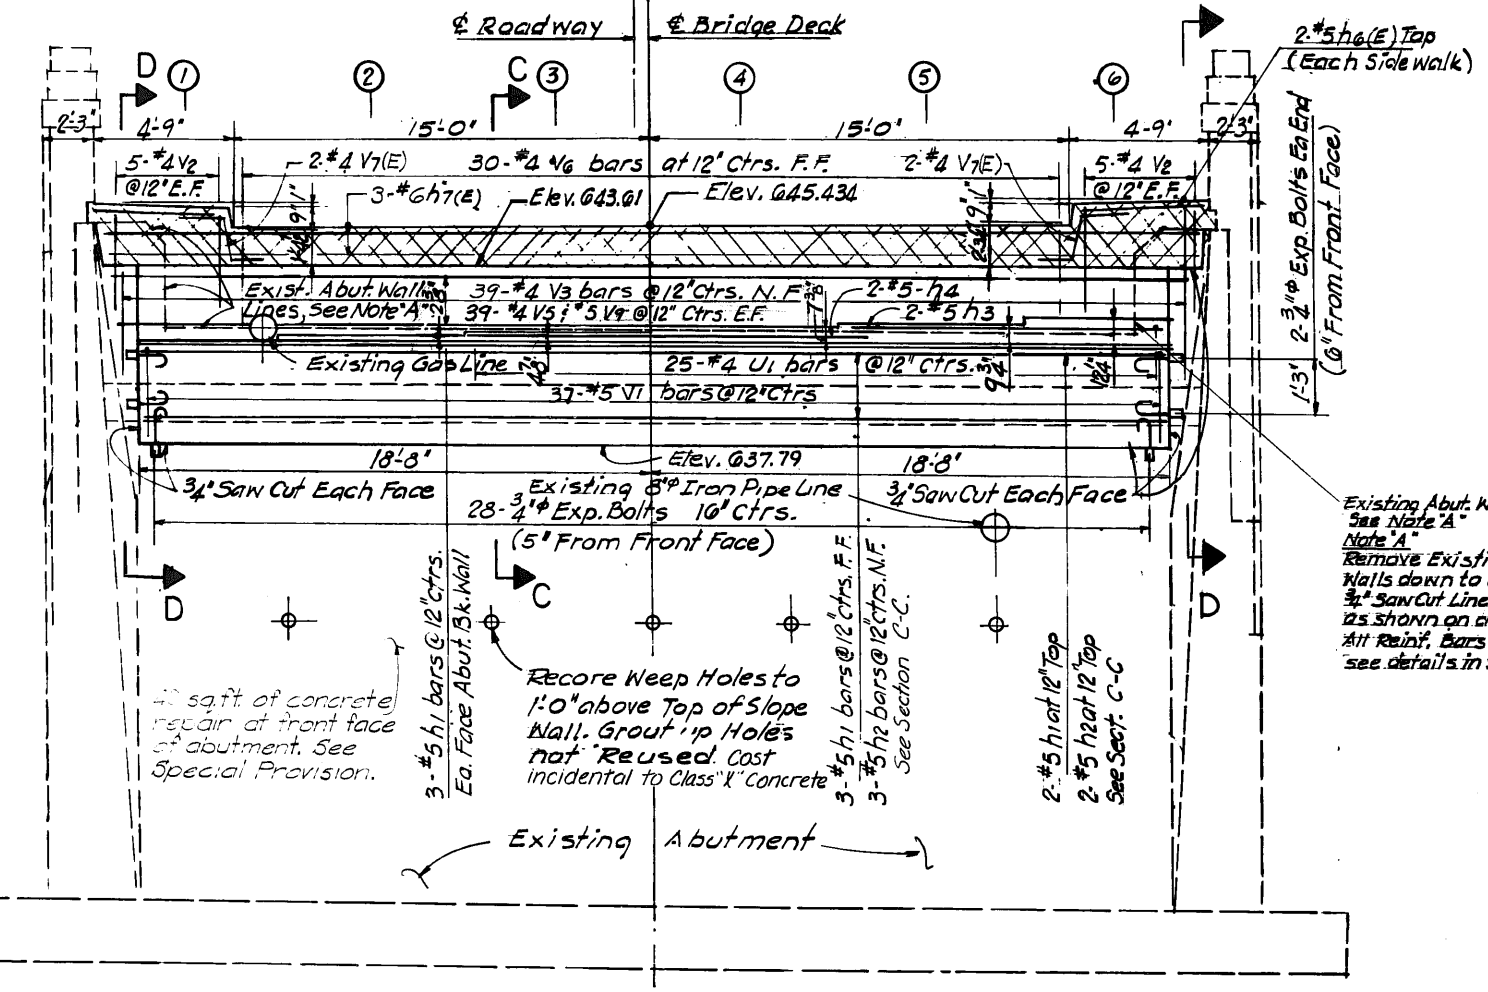 ℄ Roadway
℄ Bridge Deck
2-#5 h6(E) Top
(Each Sidewalk)
D
1
2
C
3
4
5
6
2'-3"
4'-9"
15'-0"
15'-0"
4'-9"
2'-3"
5-#4 V2
@12" E.F.
2-#4 V7(E)
30-#4 V6 bars at 12" Ctrs. F.F.
2-#4 V7(E)
5-#4 V2
@12" E.F.
3-#6 h7(E)
Elev. 643.61
Elev. 645.434
9"
1"
9"
1"
1'-3" 2-3/4"φ Exp. Bolts Ea End
(6" From Front Face)
Exist. Abut. Wall
Lines, See Note "A"
39-#4 V3 bars @12" Ctrs. N.F.
39-#4 V5 & #5 V9 @12" Ctrs. E.F.
2-#5-h4
2-#5 h3
Existing Gas Line
25-#4 U1 bars @12" ctrs.
37-#5 V1 bars @12" Ctrs
18'-8"
Elev. 637.79
18'-8"
3/4" Saw Cut Each Face
Existing 8"φ Iron Pipe Line
3/4" Saw Cut Each Face
28-3/4"φ Exp. Bolts 16" Ctrs.
(5" From Front Face)
Existing Abut. W
See Note "A"
Note "A"
Remove Existi
Walls down to
3/4" Saw Cut Line
as shown on
All Reinf. Bars
see details in
D
C
D
3-#5 h1 bars @12" ctrs.
Ea. Face Abut. Bk. Wall
3-#5 h1 bars @12" ctrs. F.F.
3-#5 h2 bars @12" ctrs. N.F.
See Section C-C.
2-#5 h1 at 12" Top
2-#5 h2 at 12" Top
See Sect. C-C
sq.ft. of concrete
repair at front face
of abutment. See
Special Provision.
Recore Weep Holes to
1'-0" above Top of Slope
Wall. Grout up Holes
not Reused. Cost
incidental to Class "X" Concrete
Existing Abutment